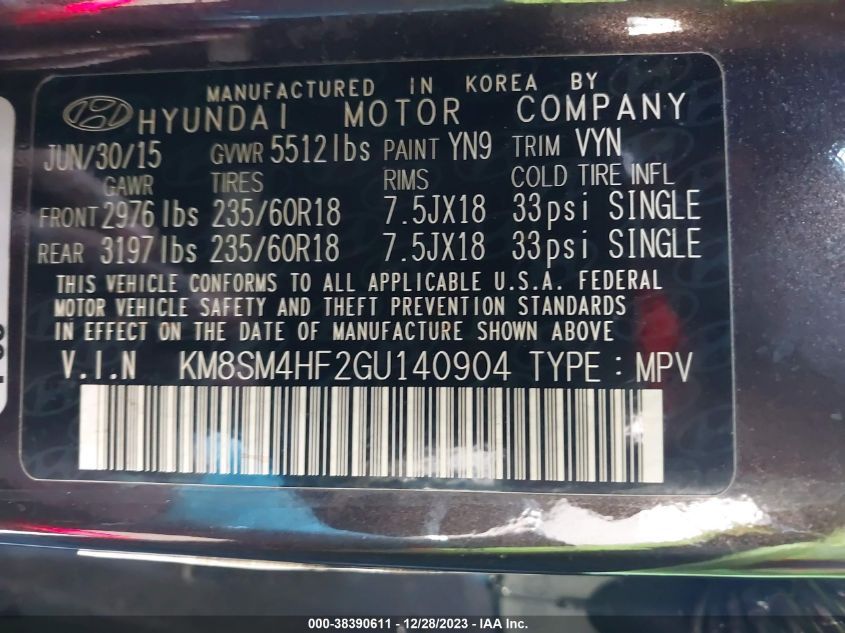 MANUFACTURED IN KOREA BY
HYUNDAI MOTOR COMPANY
JUN/30/15 GVWR 5512lbs PAINT YN9 TRIM VYN
GAWR TIRES RIMS COLD TIRE INFL
FRONT 2976 lbs 235/60R18 7.5JX18 33psi SINGLE
REAR 3197 lbs 235/60R18 7.5JX18 33psi SINGLE
THIS VEHICLE CONFORMS TO ALL APPLICABLE U.S.A. FEDERAL
MOTOR VEHICLE SAFETY AND THEFT PREVENTION STANDARDS
IN EFFECT ON THE DATE OF MANUFACTURE SHOWN ABOVE
V.I.N KM8SM4HF2GU140904 TYPE : MPV
000-38390611 - 12/28/2023 - IAA Inc.